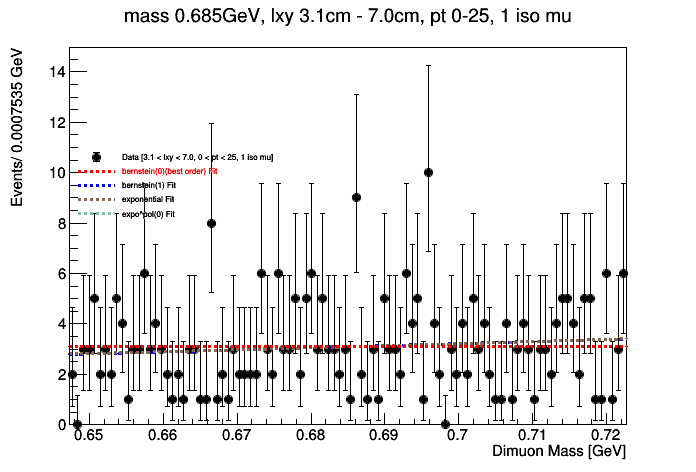 mass 0.685GeV, lxy 3.1cm - 7.0cm, pt 0-25, 1 iso mu
Events/ 0.0007535 GeV
14
12
10
8
6
4
2
0
Data [3.1 < lxy < 7.0, 0 < pt < 25, 1 iso mu]
bernstein(0)(best order) Fit
bernstein(1) Fit
exponential Fit
expo*pol(0) Fit
0.65 0.66 0.67 0.68 0.69 0.7 0.71 0.72
Dimuon Mass [GeV]